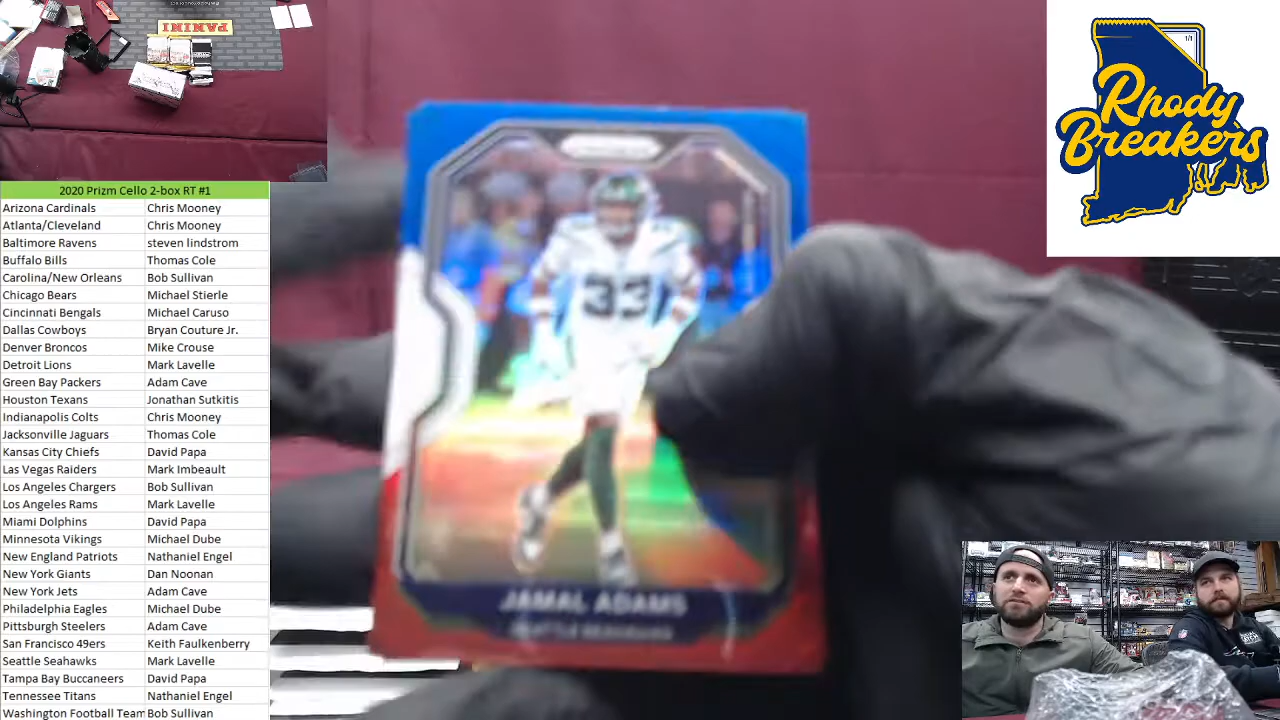 PANINI
Rhody
Breakers
1/1
2020 Prizm Cello 2-box RT #1
Arizona Cardinals Chris Mooney
Atlanta/Cleveland Chris Mooney
Baltimore Ravens steven lindstrom
Buffalo Bills Thomas Cole
Carolina/New Orleans Bob Sullivan
Chicago Bears Michael Stierle
Cincinnati Bengals Michael Caruso
Dallas Cowboys Bryan Couture Jr.
Denver Broncos Mike Crouse
Detroit Lions Mark Lavelle
Green Bay Packers Adam Cave
Houston Texans Jonathan Sutkitis
Indianapolis Colts Chris Mooney
Jacksonville Jaguars Thomas Cole
Kansas City Chiefs David Papa
Las Vegas Raiders Mark Imbeault
Los Angeles Chargers Bob Sullivan
Los Angeles Rams Mark Lavelle
Miami Dolphins David Papa
Minnesota Vikings Michael Dube
New England Patriots Nathaniel Engel
New York Giants Dan Noonan
New York Jets Adam Cave
Philadelphia Eagles Michael Dube
Pittsburgh Steelers Adam Cave
San Francisco 49ers Keith Faulkenberry
Seattle Seahawks Mark Lavelle
Tampa Bay Buccaneers David Papa
Tennessee Titans Nathaniel Engel
Washington Football Team Bob Sullivan
33
JAMAL ADAMS
SEATTLE SEAHAWKS